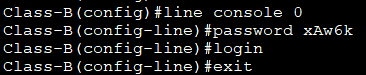 Class-B(config)#line console 0
Class-B(config-line)#password xAw6k
Class-B(config-line)#login
Class-B(config-line)#exit